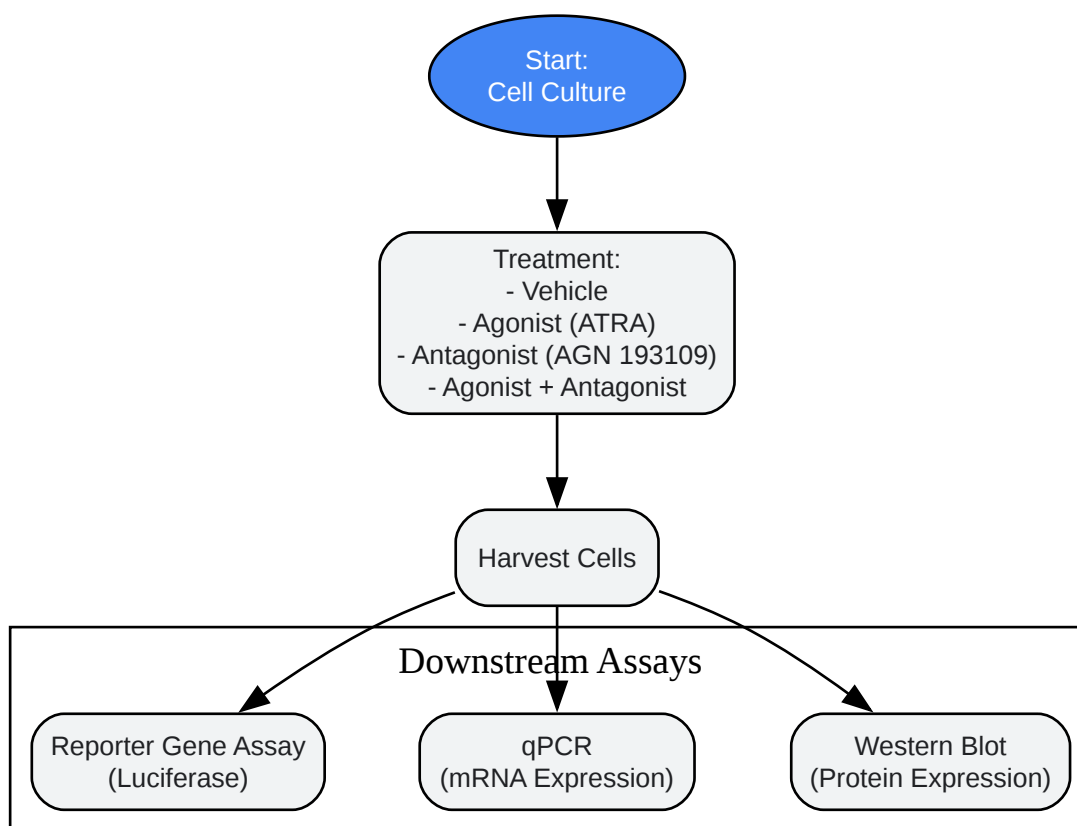 Start:
Cell Culture
Treatment:
- Vehicle
- Agonist (ATRA)
- Antagonist (AGN 193109)
- Agonist + Antagonist
Harvest Cells
Downstream Assays
Reporter Gene Assay
(Luciferase)
qPCR
(mRNA Expression)
Western Blot
(Protein Expression)